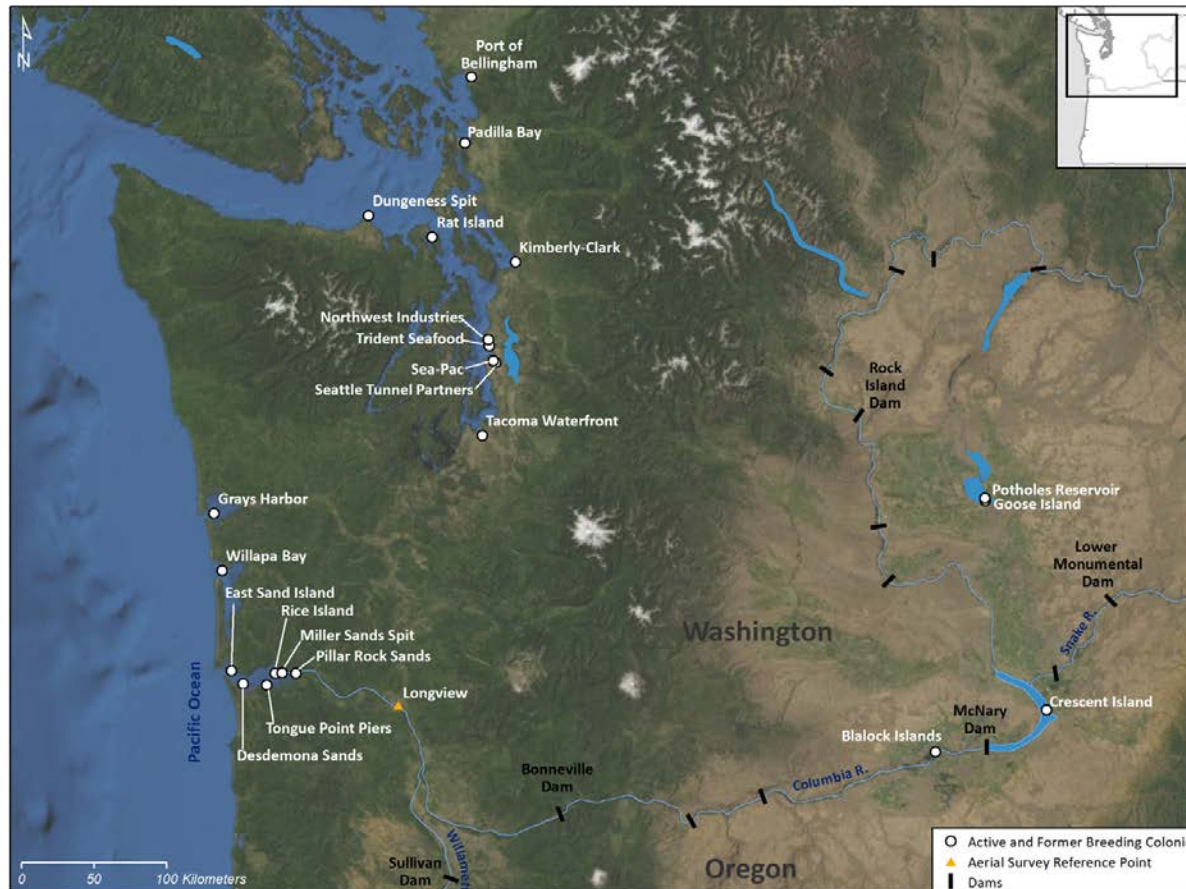 N
Port of
Bellingham
Padilla Bay
Dungeness Spit
Rat Island
Kimberly-Clark
Northwest Industries
Trident Seafood
Sea-Pac
Seattle Tunnel Partners
Tacoma Waterfront
Rock
Island
Dam
Potholes Reservoir
Goose Island
Grays Harbor
Willapa Bay
Lower
Monumental
Dam
East Sand Island
Rice Island
Miller Sands Spit
Pillar Rock Sands
Washington
Snake R.
Pacific Ocean
Longview
Tongue Point Piers
Desdemona Sands
Crescent Island
McNary
Dam
Blalock Islands
Columbia R.
Bonneville
Dam
Sullivan
Dam
Willamet
Oregon
0 50 100 Kilometers
Active and Former Breeding Coloni
Aerial Survey Reference Point
Dams